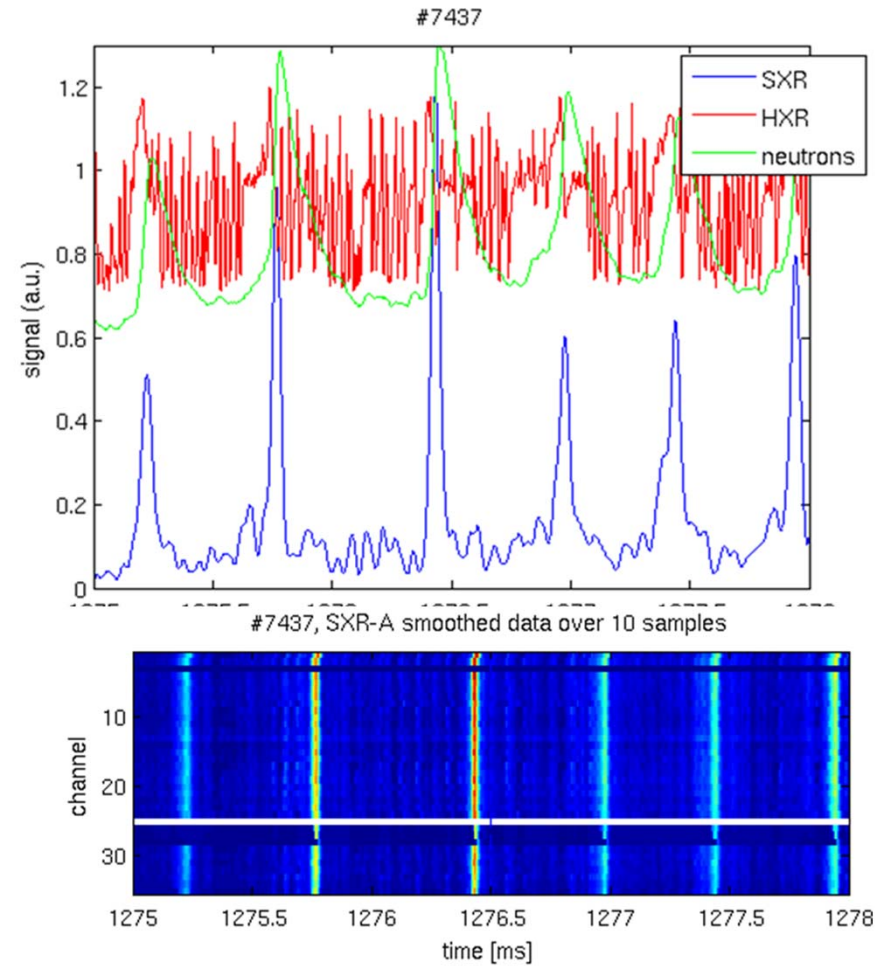 #7437
SXR
HXR
neutrons
1.2
1
0.8
0.6
0.4
0.2
0
signal (a.u.)
#7437, SXR-A smoothed data over 10 samples
10
20
30
channel
1275 1275.5 1276 1276.5 1277 1277.5 1278
time [ms]